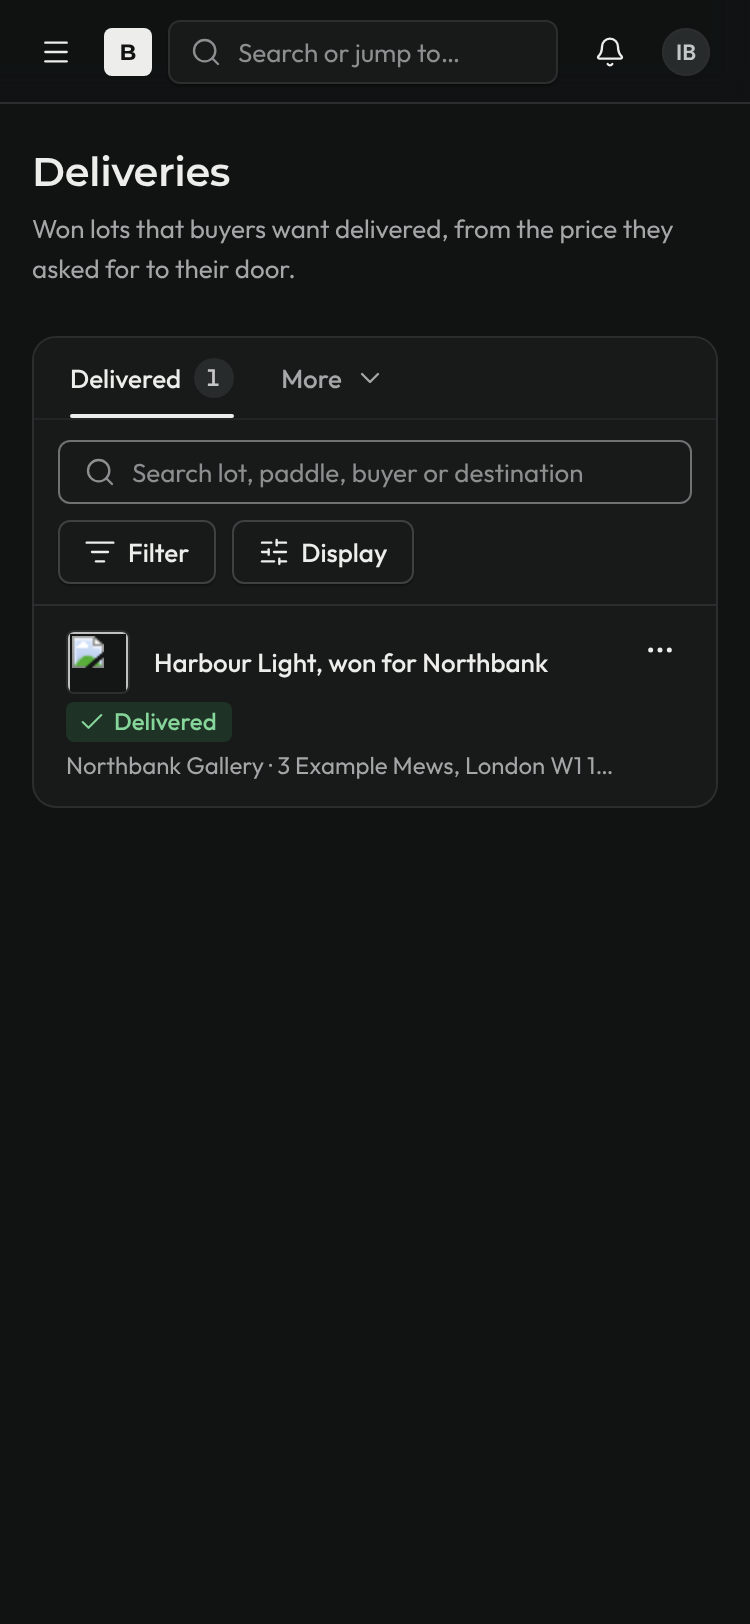 B
Search or jump to...
IB
Deliveries
Won lots that buyers want delivered, from the price they
asked for to their door.
Delivered 1
More
Search lot, paddle, buyer or destination
Filter
Display
Harbour Light, won for Northbank
Delivered
Northbank Gallery · 3 Example Mews, London W1 1...